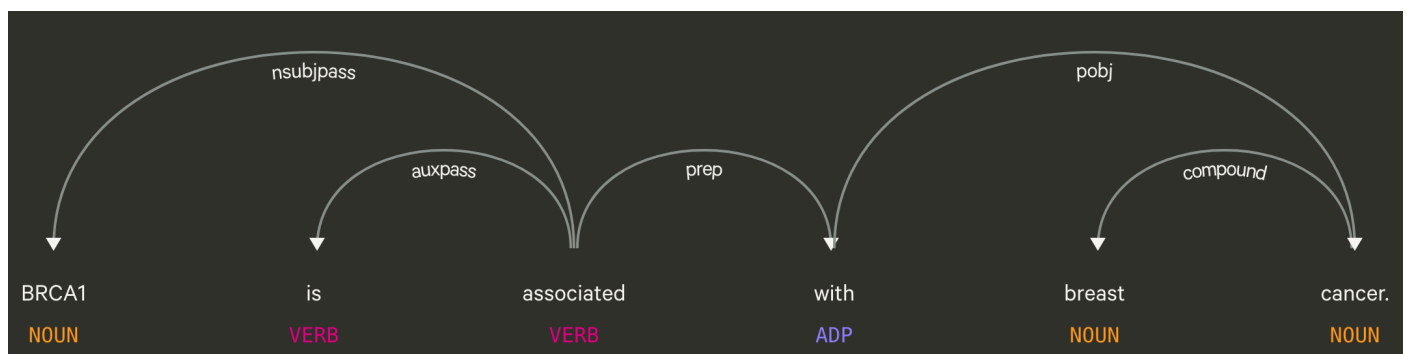 nsubjpass pobj
auxpass prep compound
BRCA1 is associated with breast cancer.
NOUN VERB VERB ADP NOUN NOUN